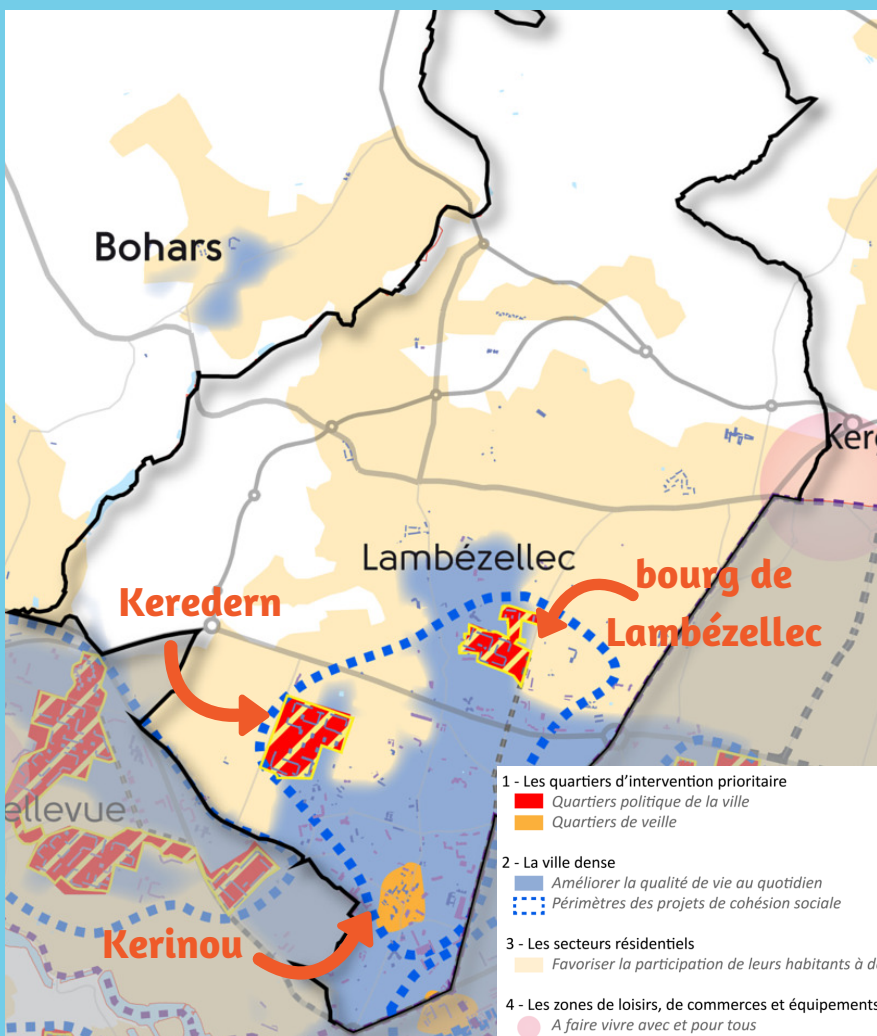 Bohars
Kerg
Lambézellec
bourg de
Lambézellec
Keredern
ellevue
Kerinou
1 - Les quartiers d'intervention prioritaire
Quartiers politique de la ville
Quartiers de veille
2 - La ville dense
Améliorer la qualité de vie au quotidien
Périmètres des projets de cohésion sociale
3 - Les secteurs résidentiels
Favoriser la participation de leurs habitants à d
4 - Les zones de loisirs, de commerces et équipements
A faire vivre avec et pour tous